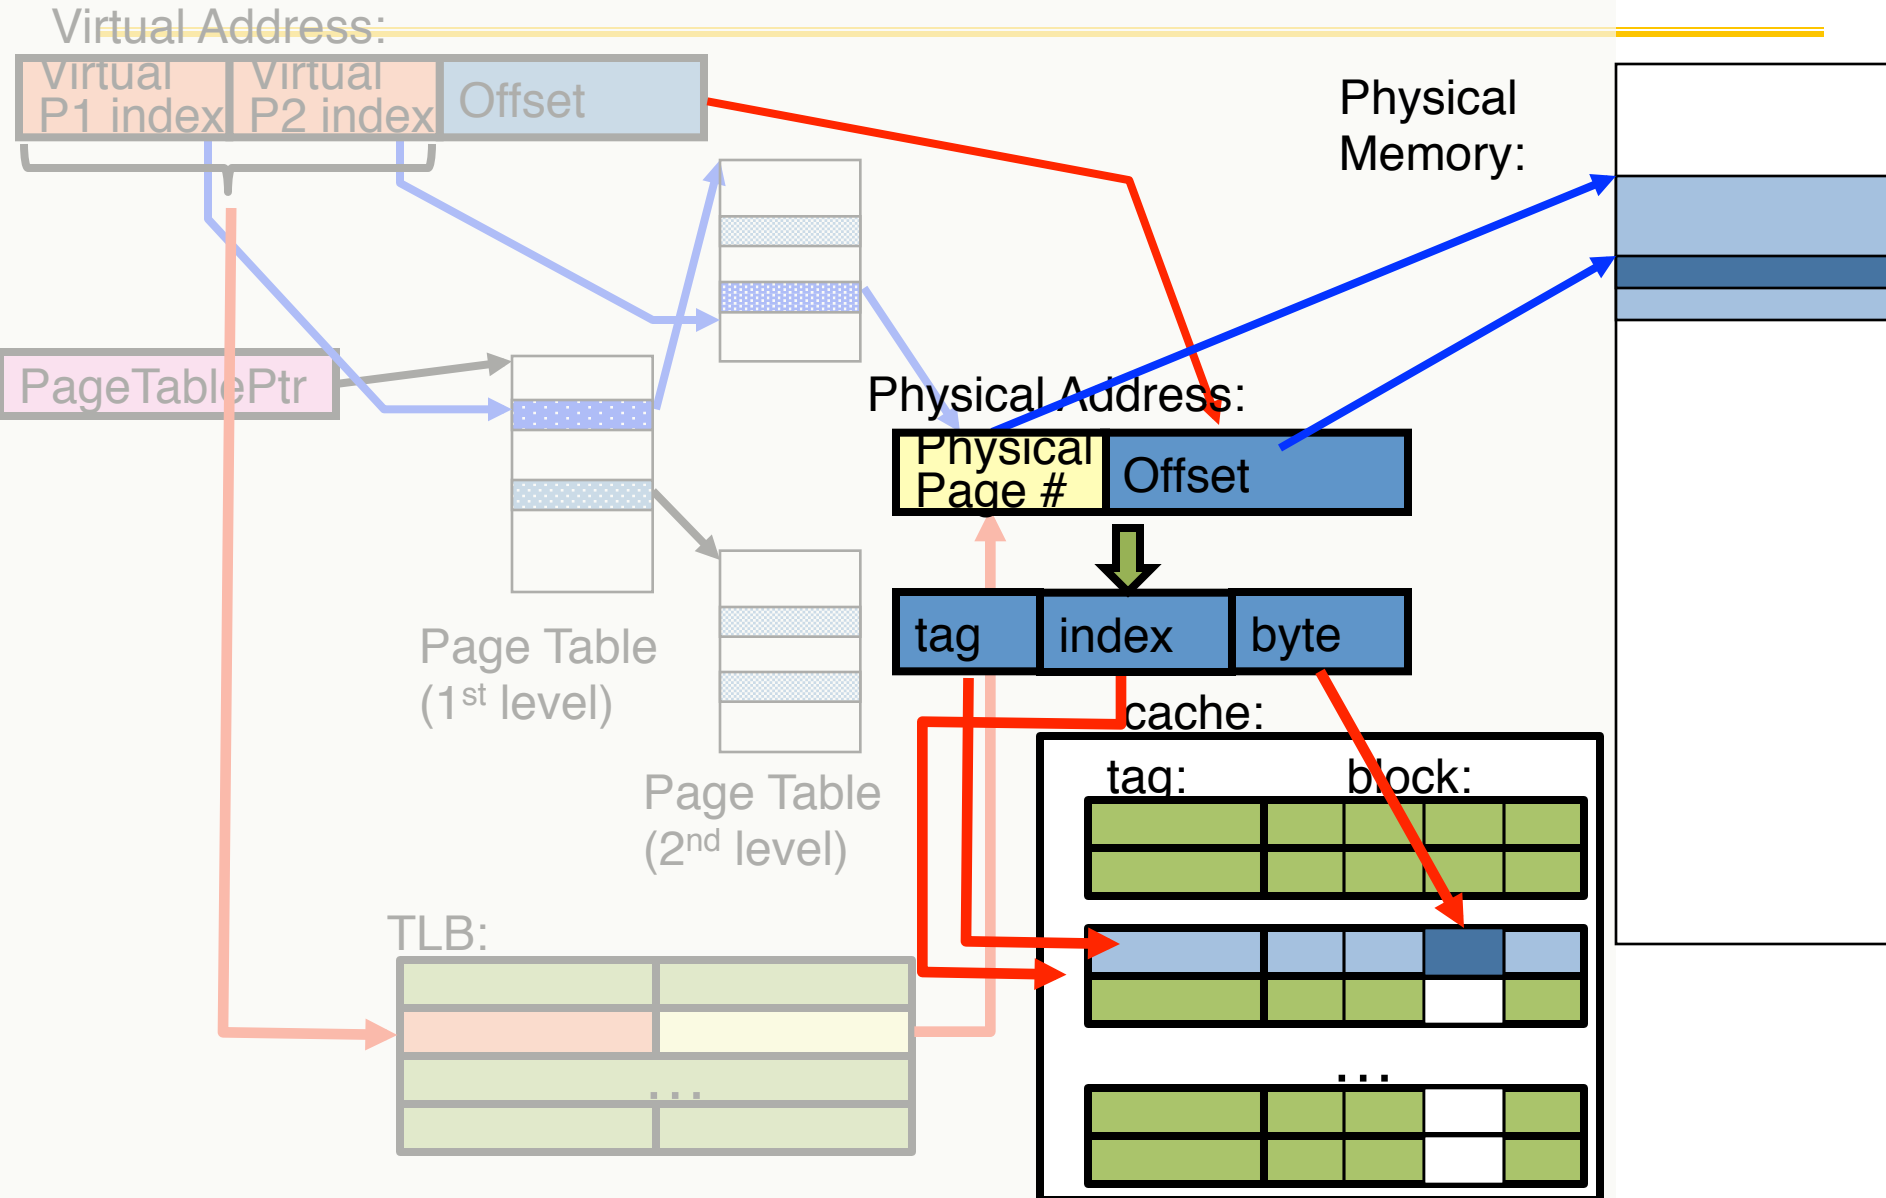 Virtual Address:
Virtual
P1 index
Virtual
P2 index
Offset
Physical
Memory:
PageTablePtr
Physical Address:
Physical
Page #
Offset
tag
index
byte
Page Table
(1st level)
cache:
tag:
block:
Page Table
(2nd level)
TLB:
...
...